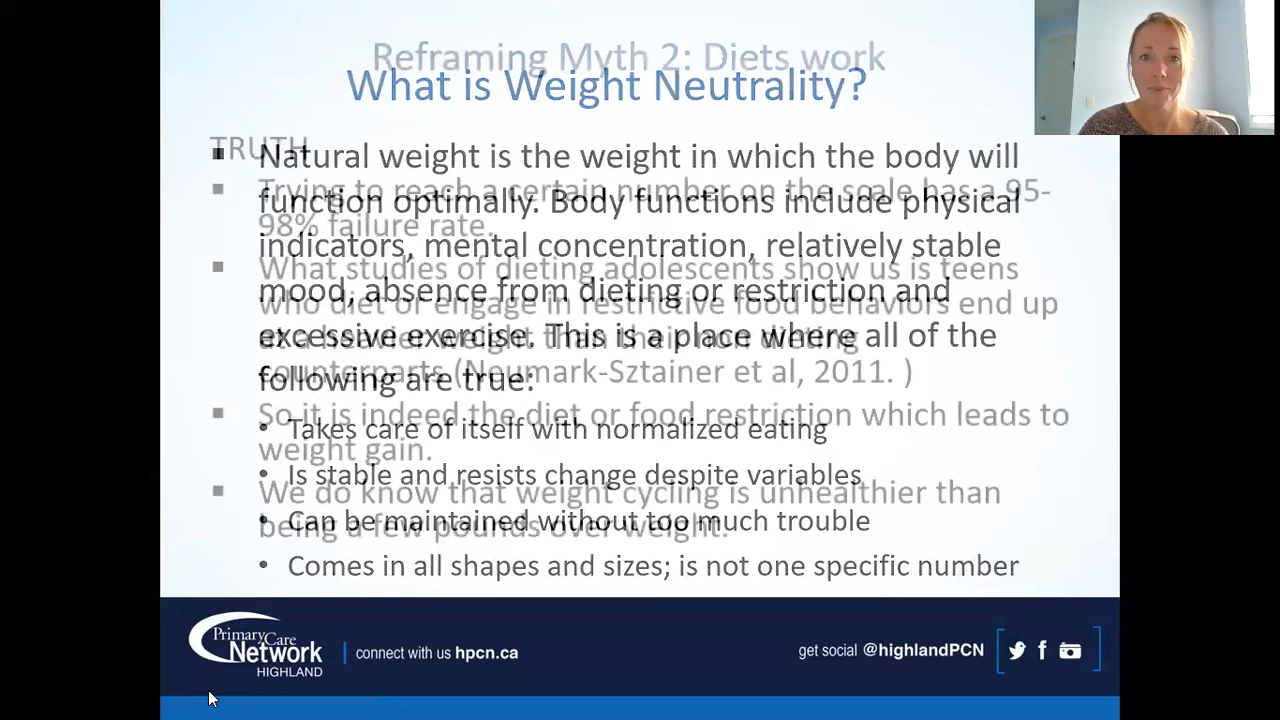 Reframing Myth 2: Diets work
What is Weight Neutrality?
TRUTH
▪ Natural weight is the weight in which the body will
function optimally. Body functions include physical
indicators, mental concentration, relatively stable
mood, absence from dieting or restriction and
excessive exercise. This is a place where all of the
following are true:
• Takes care of itself with normalized eating
• Is stable and resists change despite variables
• Can be maintained without too much trouble
• Comes in all shapes and sizes; is not one specific number
▪ Trying to reach a certain number on the scale has a 95-
98% failure rate.
▪ What studies of dieting adolescents show us is teens
who diet or engage in restrictive food behaviors end up
at a heavier weight than their non dieting
counterparts (Neumark-Sztainer et al, 2011. )
▪ So it is indeed the diet or food restriction which leads to
weight gain.
▪ We do know that weight cycling is unhealthier than
being a few pounds over weight.
PrimaryCare
Network
HIGHLAND
connect with us hpcn.ca
get social @highlandPCN